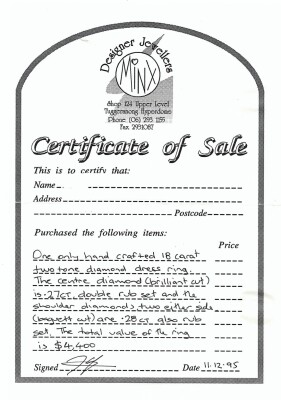 Designer Jewellers
MINX
Shop 124 Upper Level
Tuggeranong Hyperdome
Phone (06) 293 1255
Fax 2931087
Certificate of Sale
This is to certify that:
Name
Address
Postcode
Purchased the following items:
Price
One only hand crafted 18 carat
two tone diamond dress ring.
The centre diamond (brilliant cut)
is .27ct double rub set and the
shoulder diamonds two either side
(baguett cut) are .28 ct also rub
set. The total value of the ring
is $4,400
Signed
Date 11.12.95